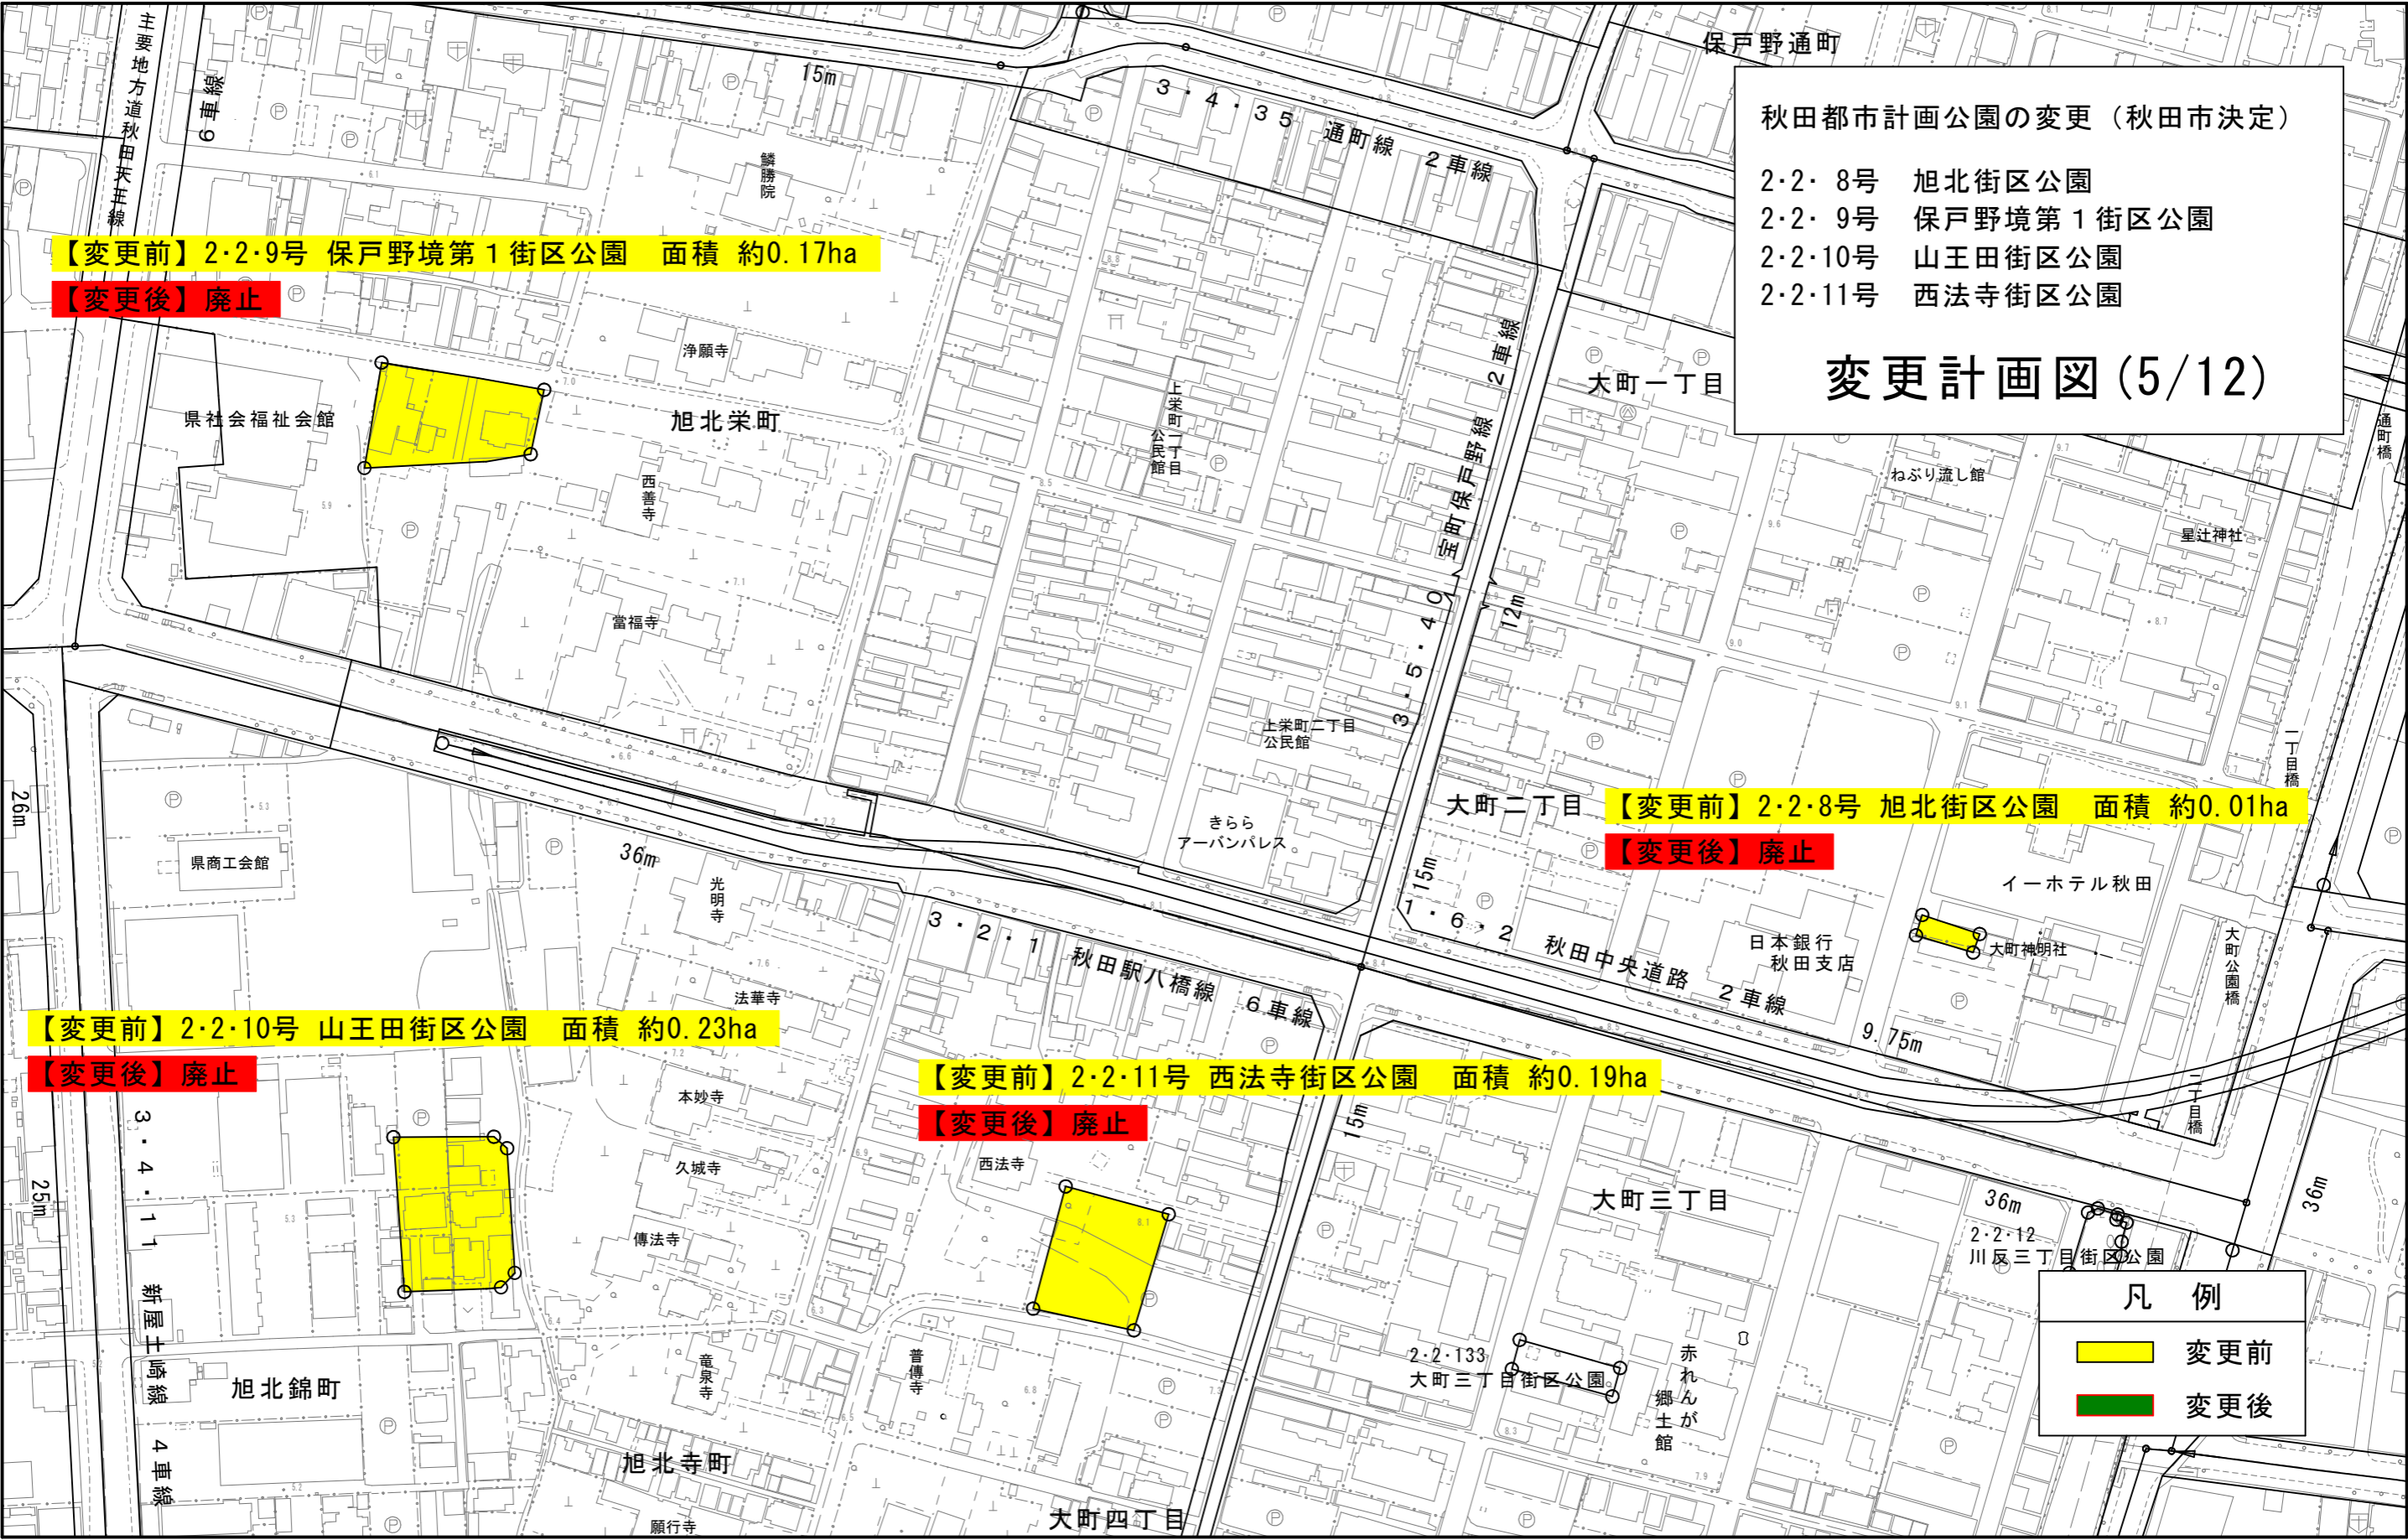 保戸野通町
秋田都市計画公園の変更（秋田市決定）
2・2・ 8号　旭北街区公園
2・2・ 9号　保戸野境第１街区公園
2・2・10号　山王田街区公園
2・2・11号　西法寺街区公園
変更計画図(5/12)
主要地方道秋田天王線
6車線
15m
3・4・35　通町線　2車線
鱗勝院
【変更前】2・2・9号 保戸野境第１街区公園　面積 約0.17ha
【変更後】廃止
浄願寺
県社会福祉会館
旭北栄町
西善寺
當福寺
上栄町一丁目
公民館
3・5・40　宝町保戸野線　2車線
12m
大町一丁目
ねぶり流し館
星辻神社
通町橋
一丁目橋
上栄町二丁目
公民館
きらら
アーバンパレス
大町二丁目
【変更前】2・2・8号 旭北街区公園　面積 約0.01ha
【変更後】廃止
イーホテル秋田
大町神明社
日本銀行
秋田支店
大町公園橋
二丁目橋
15m
1・6・2　秋田中央道路　2車線
9.75m
26m
県商工会館
36m
光明寺
3・2・1　秋田駅八橋線　6車線
法華寺
【変更前】2・2・10号 山王田街区公園　面積 約0.23ha
【変更後】廃止
本妙寺
久城寺
傳法寺
【変更前】2・2・11号 西法寺街区公園　面積 約0.19ha
【変更後】廃止
西法寺
15m
大町三丁目
36m
36m
2・2・12
川反三丁目街区公園
25m
3・4・11　新屋土崎線　4車線
旭北錦町
竜泉寺
普傳寺
旭北寺町
願行寺
大町四丁目
2・2・133
大町三丁目街区公園
赤れんが
郷土館
凡　例
変更前
変更後